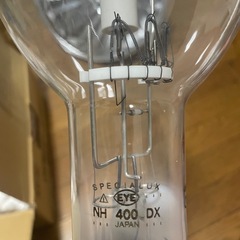 SPECIALUX
EYE
NH 400 DX
JAPAN